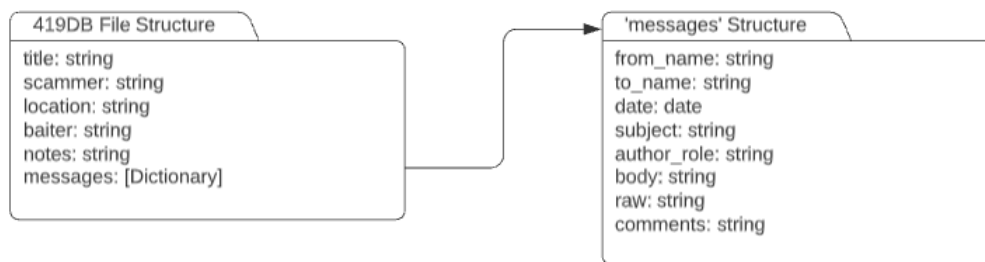 419DB File Structure
title: string
scammer: string
location: string
baiter: string
notes: string
messages: [Dictionary]
'messages' Structure
from_name: string
to_name: string
date: date
subject: string
author_role: string
body: string
raw: string
comments: string